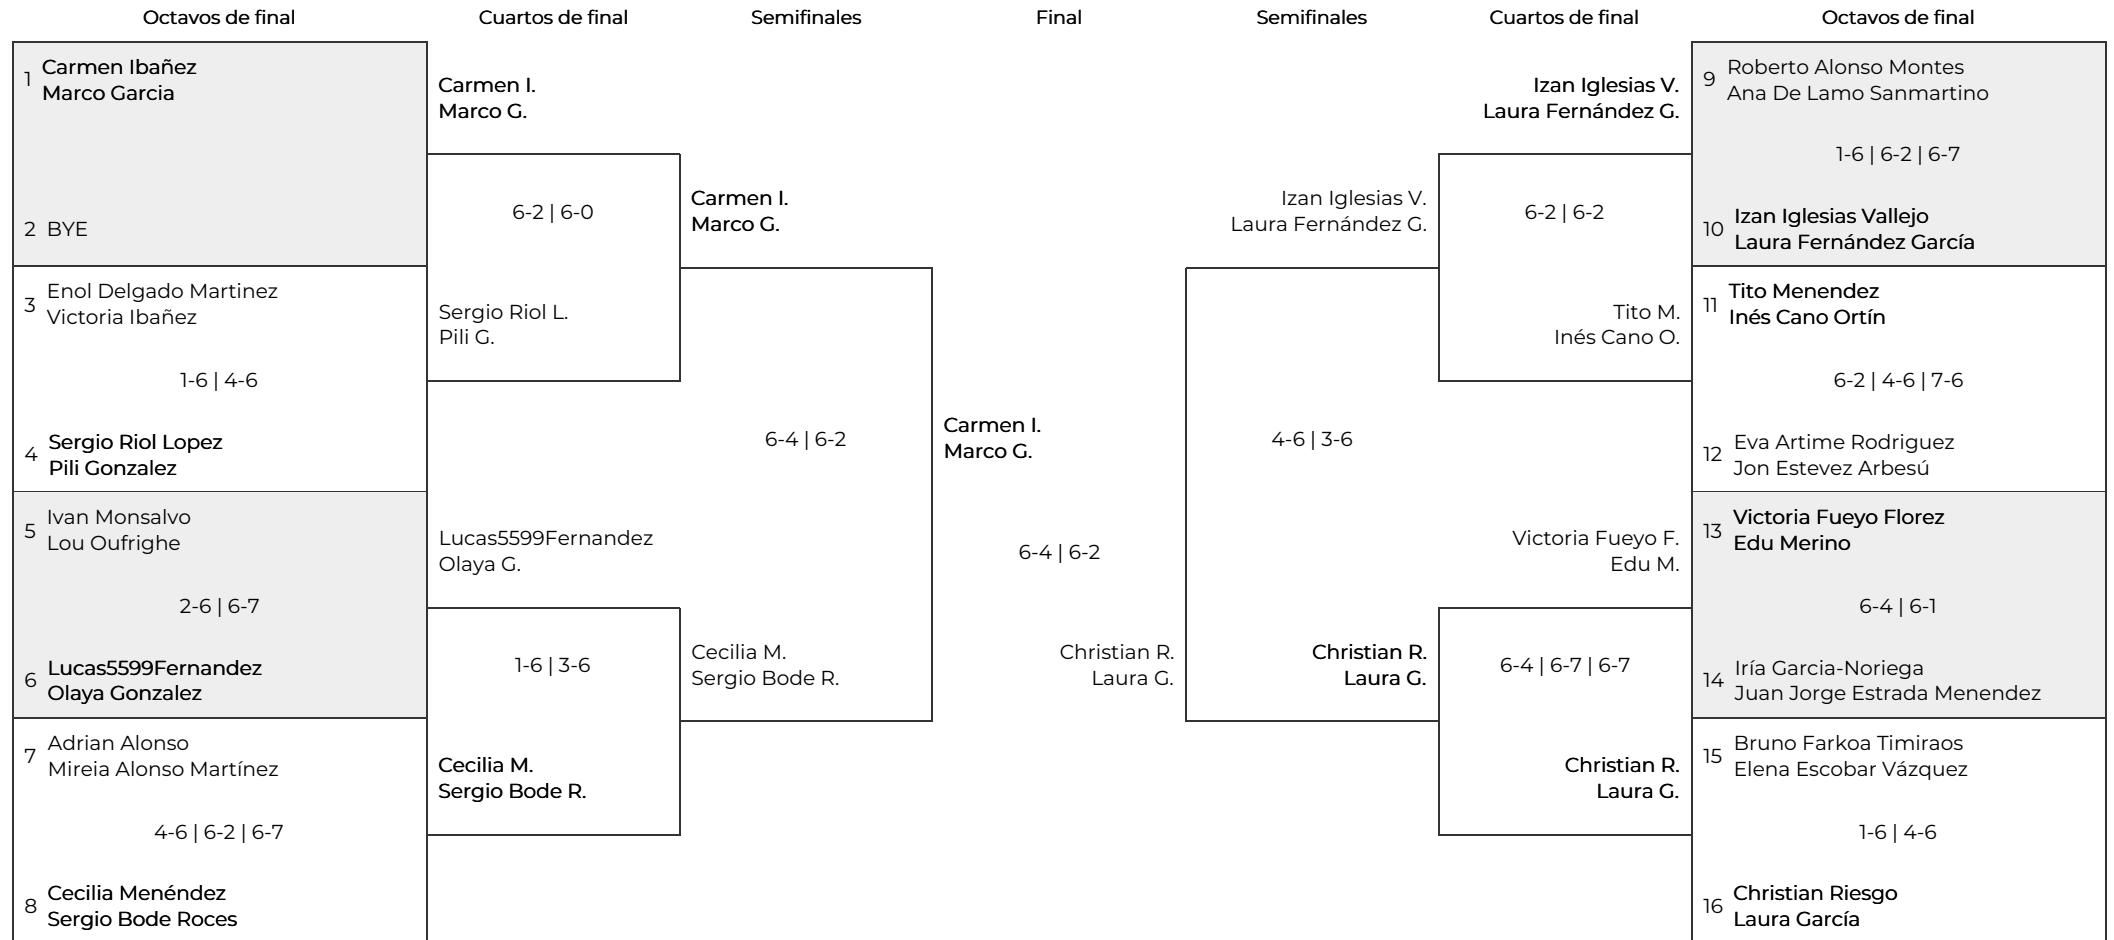 Octavos de final
Cuartos de final
Semifinales
Final
Semifinales
Cuartos de final
Octavos de final
1 Carmen Ibañez
Marco Garcia
2 BYE
3 Enol Delgado Martinez
Victoria Ibañez
1-6 | 4-6
4 Sergio Riol Lopez
Pili Gonzalez
5 Ivan Monsalvo
Lou Oufrighe
2-6 | 6-7
6 Lucas5599Fernandez
Olaya Gonzalez
7 Adrian Alonso
Mireia Alonso Martínez
4-6 | 6-2 | 6-7
8 Cecilia Menéndez
Sergio Bode Roces
Carmen I.
Marco G.
6-2 | 6-0
Sergio Riol L.
Pili G.
Lucas5599Fernandez
Olaya G.
1-6 | 3-6
Cecilia M.
Sergio Bode R.
Carmen I.
Marco G.
6-4 | 6-2
Cecilia M.
Sergio Bode R.
Carmen I.
Marco G.
6-4 | 6-2
Christian R.
Laura G.
Izan Iglesias V.
Laura Fernández G.
4-6 | 3-6
Christian R.
Laura G.
Izan Iglesias V.
Laura Fernández G.
6-2 | 6-2
Tito M.
Inés Cano O.
Victoria Fueyo F.
Edu M.
6-4 | 6-7 | 6-7
Christian R.
Laura G.
9 Roberto Alonso Montes
Ana De Lamo Sanmartino
1-6 | 6-2 | 6-7
10 Izan Iglesias Vallejo
Laura Fernández García
11 Tito Menendez
Inés Cano Ortín
6-2 | 4-6 | 7-6
12 Eva Artime Rodriguez
Jon Estevez Arbesú
13 Victoria Fueyo Florez
Edu Merino
6-4 | 6-1
14 Iría Garcia-Noriega
Juan Jorge Estrada Menendez
15 Bruno Farkoa Timiraos
Elena Escobar Vázquez
1-6 | 4-6
16 Christian Riesgo
Laura García